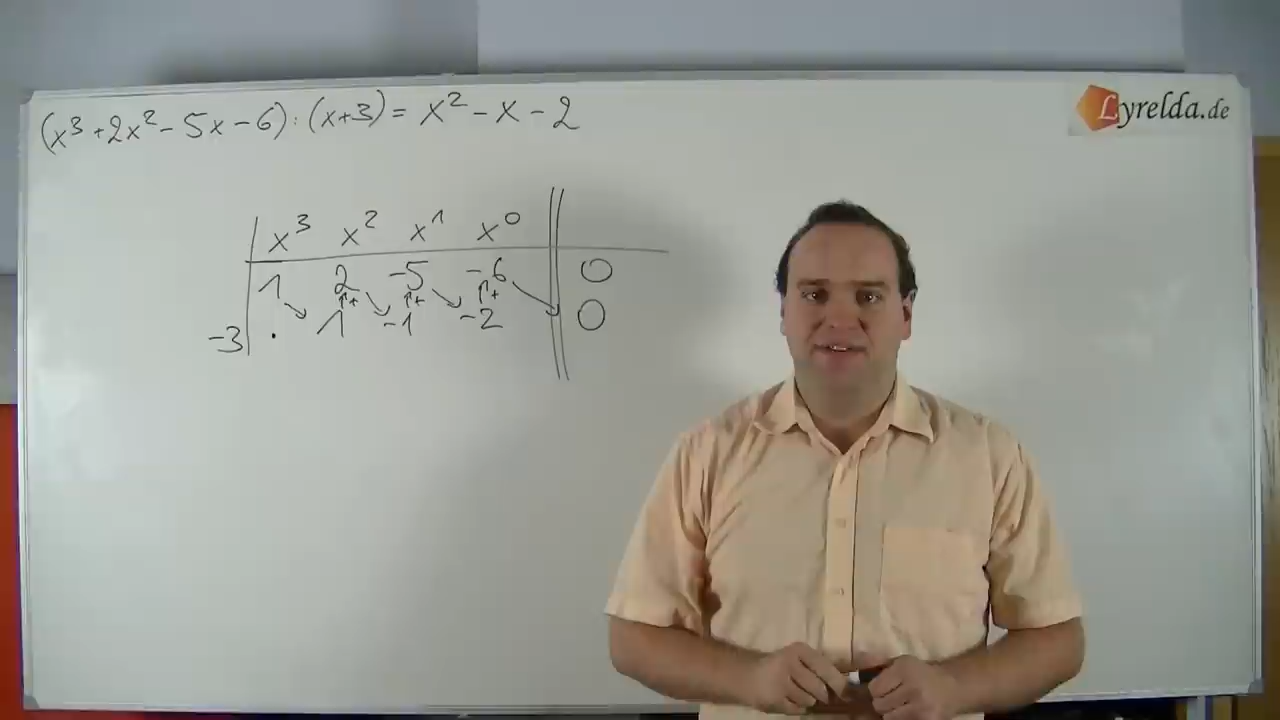 (x³+2x²-5x-6):(x+3)= x²-x-2
Lyrelda.de
x³ x² x¹ x⁰
1 2 -5 -6 0
+ + +
-3 . 1 -1 -2 0